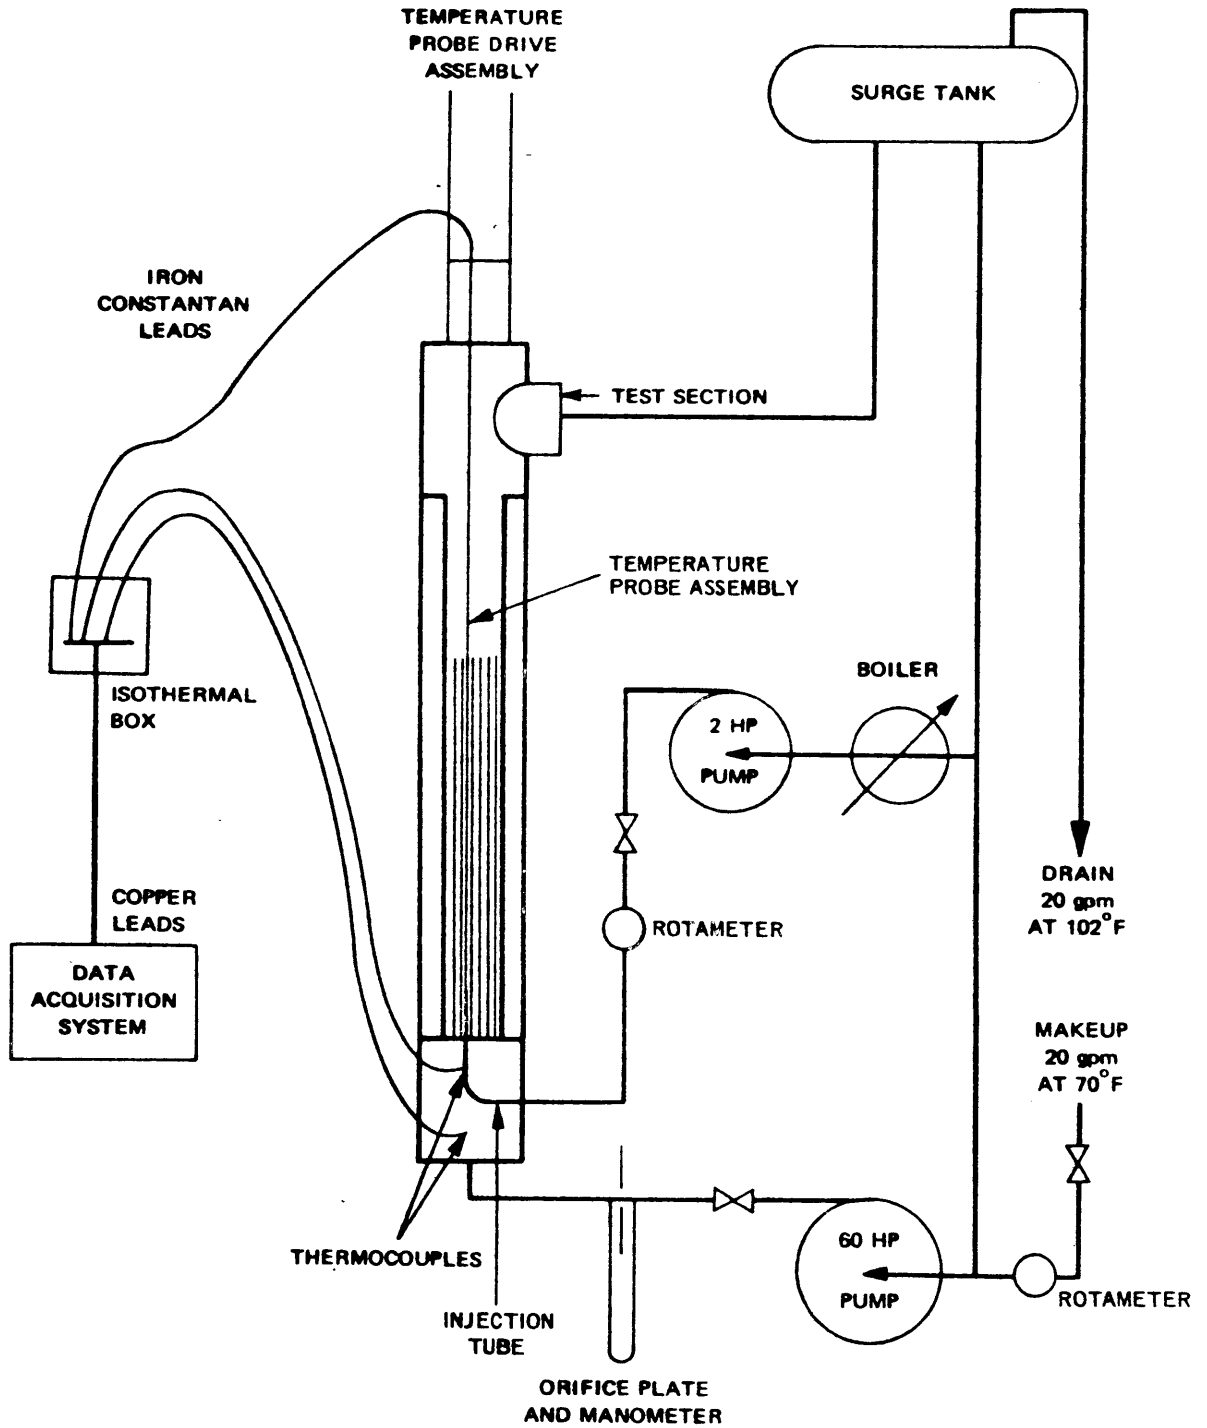 TEMPERATURE
PROBE DRIVE
ASSEMBLY
SURGE TANK
IRON
CONSTANTAN
LEADS
TEST SECTION
TEMPERATURE
PROBE ASSEMBLY
ISOTHERMAL
BOX
BOILER
2 HP
PUMP
DRAIN
20 gpm
AT 102°F
COPPER
LEADS
ROTAMETER
DATA
ACQUISITION
SYSTEM
MAKEUP
20 gpm
AT 70°F
THERMOCOUPLES
60 HP
PUMP
ROTAMETER
INJECTION
TUBE
ORIFICE PLATE
AND MANOMETER